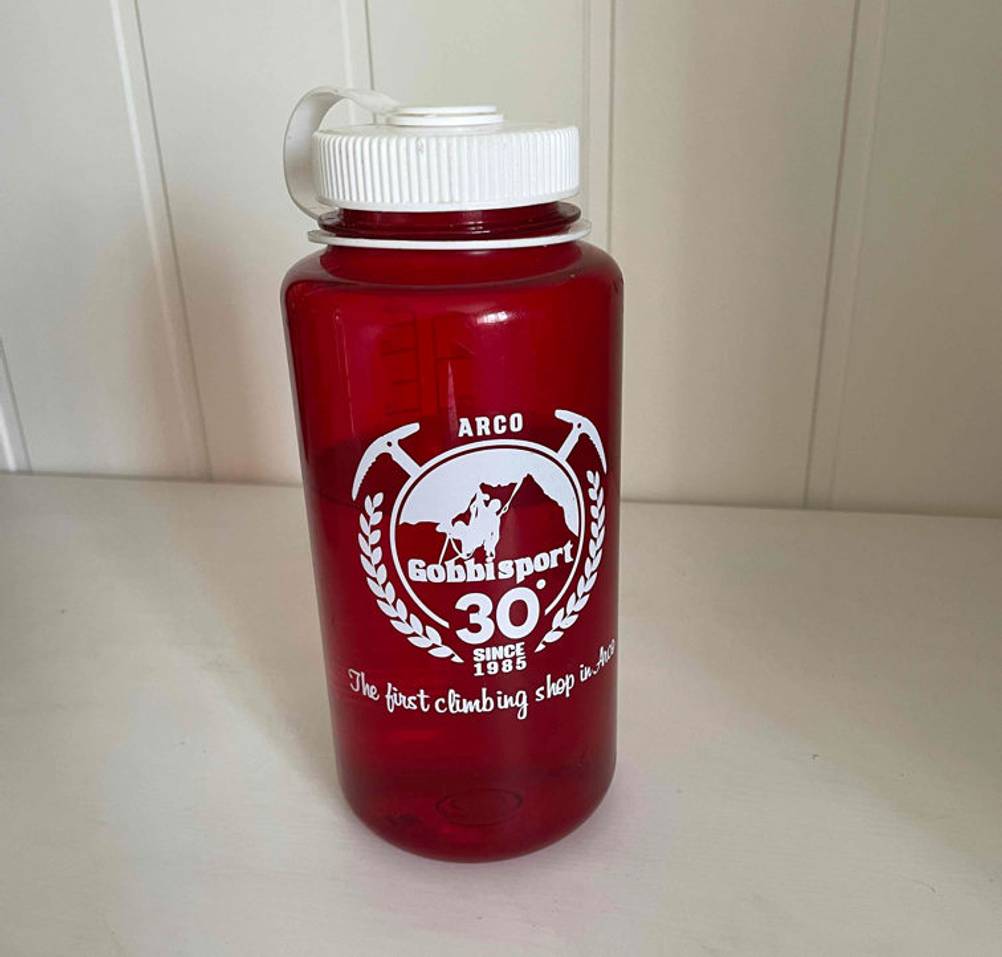 ARCO
Gobbisport
30°
SINCE
1985
The first climbing shop in Arco